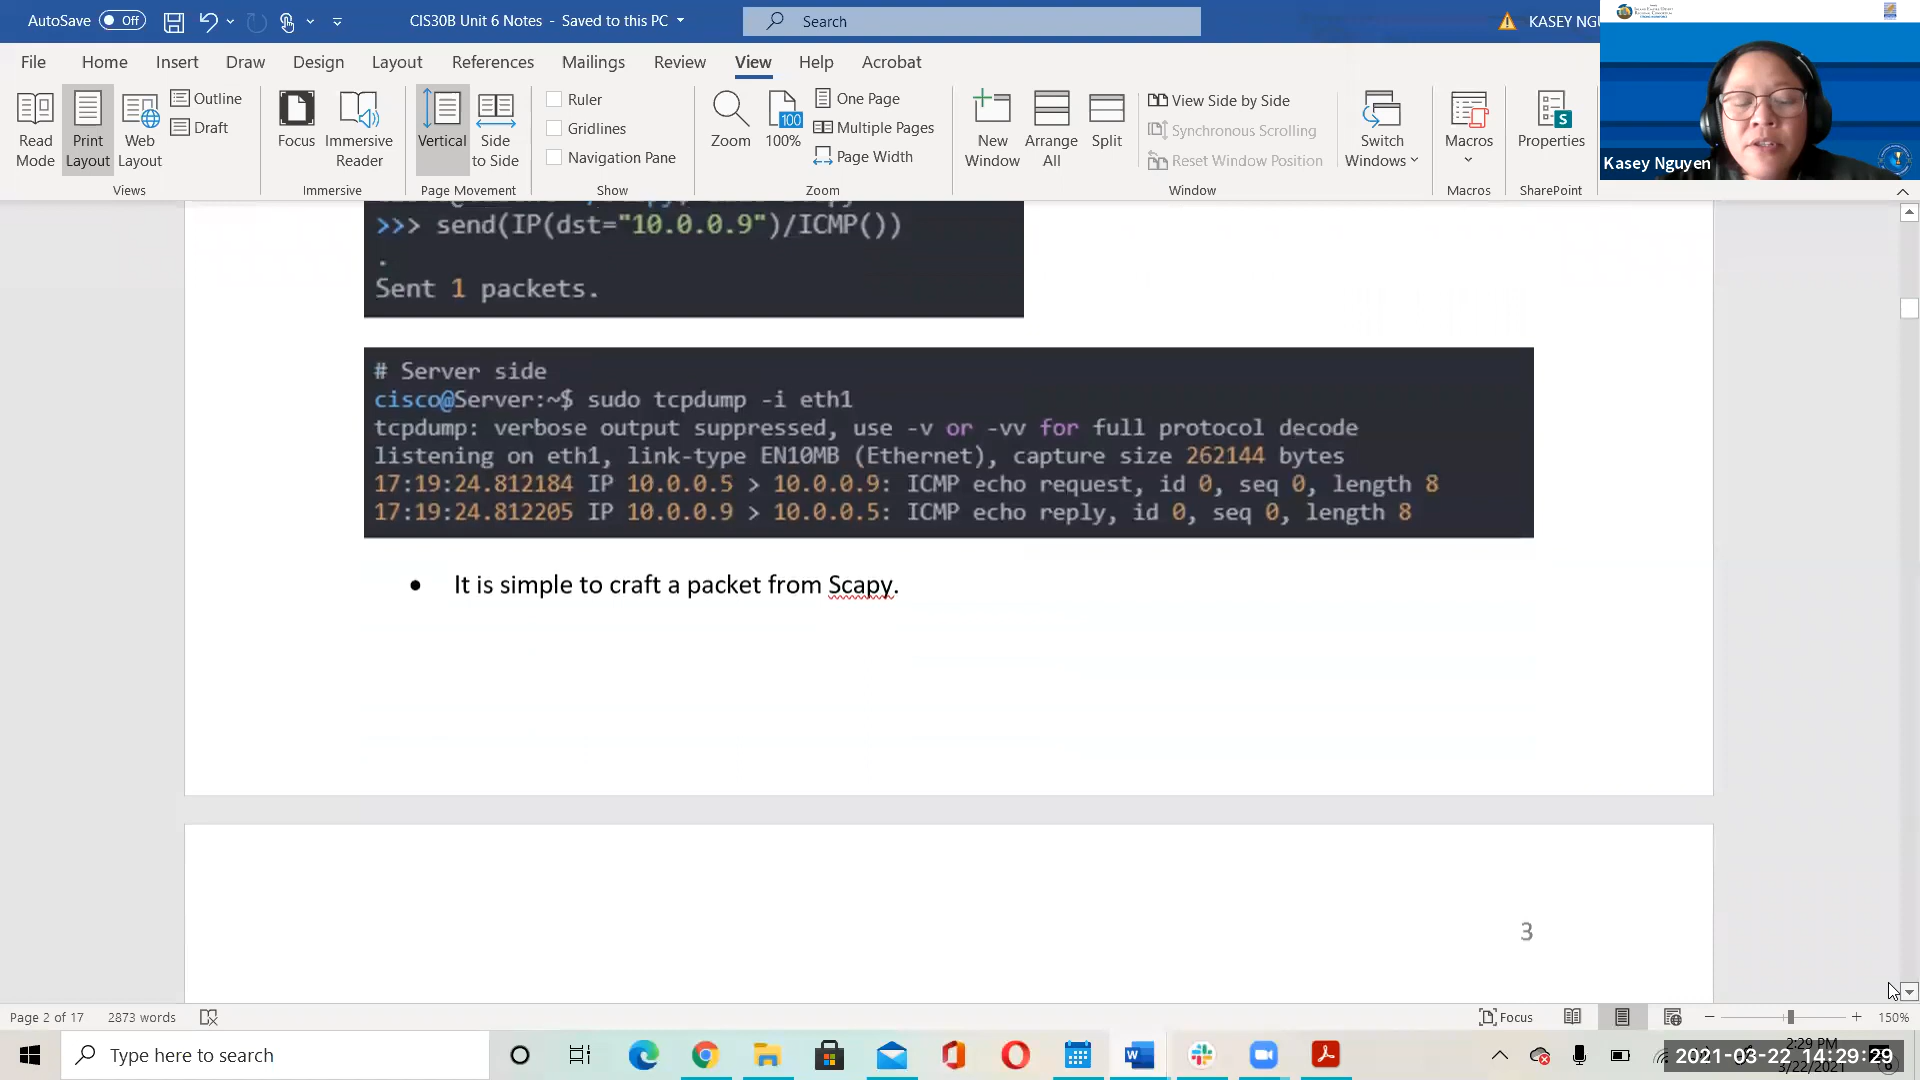 AutoSave Off
CIS30B Unit 6 Notes - Saved to this PC
Search
KASEY NGU
File Home Insert Draw Design Layout References Mailings Review View Help Acrobat
Read Mode
Print Layout
Web Layout
Outline
Draft
Views
Focus
Immersive Reader
Immersive
Vertical
Side to Side
Page Movement
Ruler
Gridlines
Navigation Pane
Show
Zoom
100
100%
One Page
Multiple Pages
Page Width
Zoom
New Window
Arrange All
Split
View Side by Side
Synchronous Scrolling
Reset Window Position
Switch Windows
Window
Macros
Macros
Properties
SharePoint
Kasey Nguyen
>>> send(IP(dst="10.0.0.9")/ICMP())
.
Sent 1 packets.
# Server side
cisco@Server:~$ sudo tcpdump -i eth1
tcpdump: verbose output suppressed, use -v or -vv for full protocol decode
listening on eth1, link-type EN10MB (Ethernet), capture size 262144 bytes
17:19:24.812184 IP 10.0.0.5 > 10.0.0.9: ICMP echo request, id 0, seq 0, length 8
17:19:24.812205 IP 10.0.0.9 > 10.0.0.5: ICMP echo reply, id 0, seq 0, length 8
• It is simple to craft a packet from Scapy.
3
Page 2 of 17 2873 words
Focus
150%
Type here to search
2:29 PM
2021-03-22 14:29:29